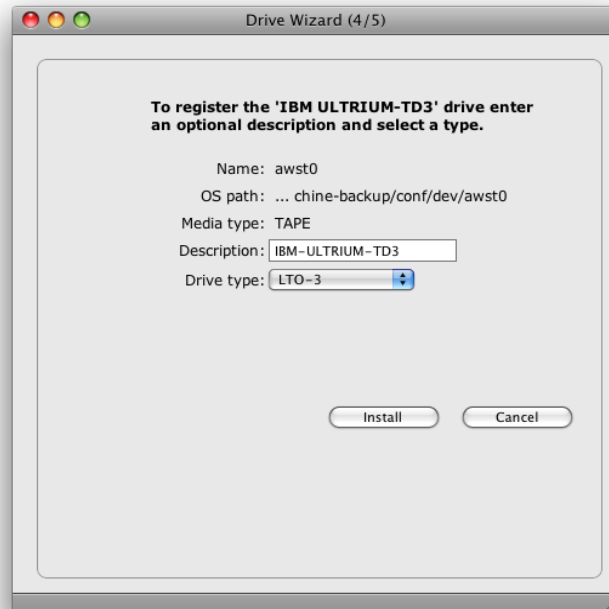 Drive Wizard (4/5)
To register the 'IBM ULTRIUM-TD3' drive enter
an optional description and select a type.
Name: awst0
OS path: ... chine-backup/conf/dev/awst0
Media type: TAPE
Description: IBM-ULTRIUM-TD3
Drive type: LTO-3
Install Cancel